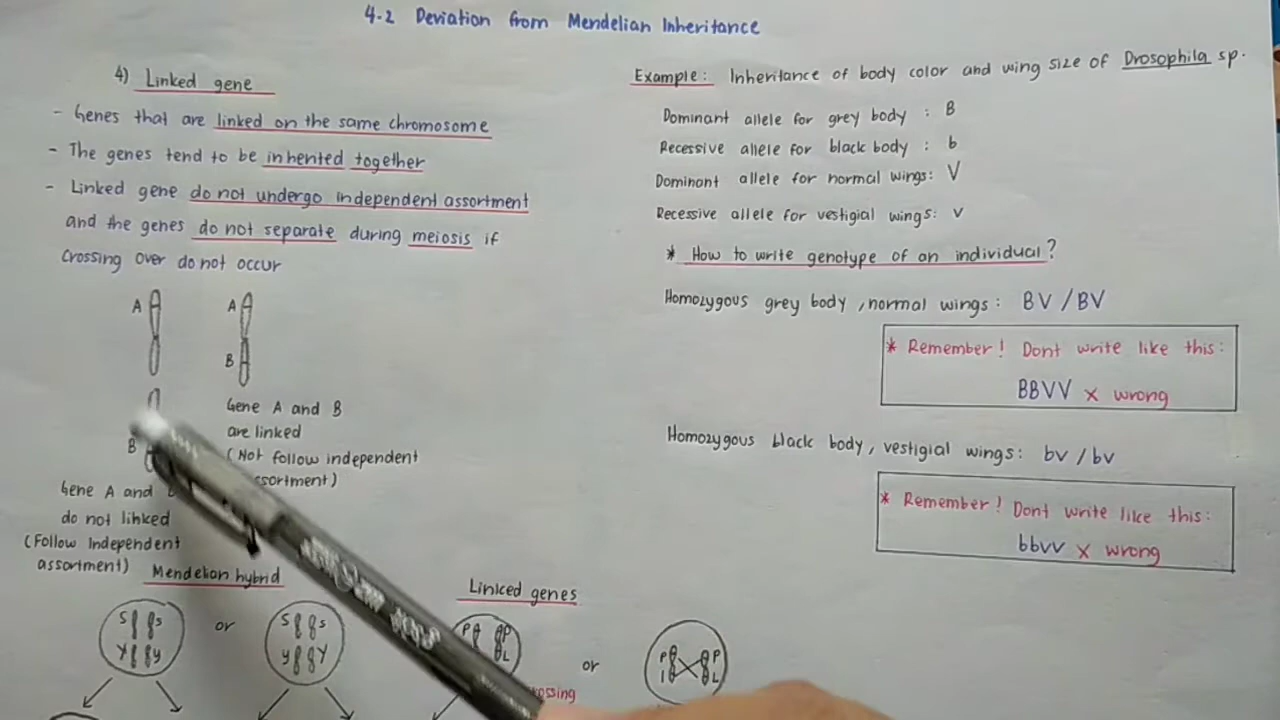 4.2 Deviation from Mendelian Inheritance
4) Linked gene
- Genes that are linked on the same chromosome
- The genes tend to be inherited together
- Linked gene do not undergo independent assortment
and the genes do not separate during meiosis if
crossing over do not occur
A
A
B
B
Gene A and B
are linked
(Not follow independent
assortment)
Gene A and
do not linked
(Follow Independent
assortment)
Mendelian hybrid
S s
Y y
or
S s
y Y
Linked genes
P P
L
crossing
or
P P
l L
Example: Inheritance of body color and wing size of Drosophila sp.
Dominant allele for grey body : B
Recessive allele for black body : b
Dominant allele for normal wings: V
Recessive allele for vestigial wings: v
* How to write genotype of an individual?
Homozygous grey body, normal wings: BV / BV
* Remember! Dont write like this:
BBVV x wrong
Homozygous black body, vestigial wings: bv / bv
* Remember! Dont write like this:
bbvv x wrong